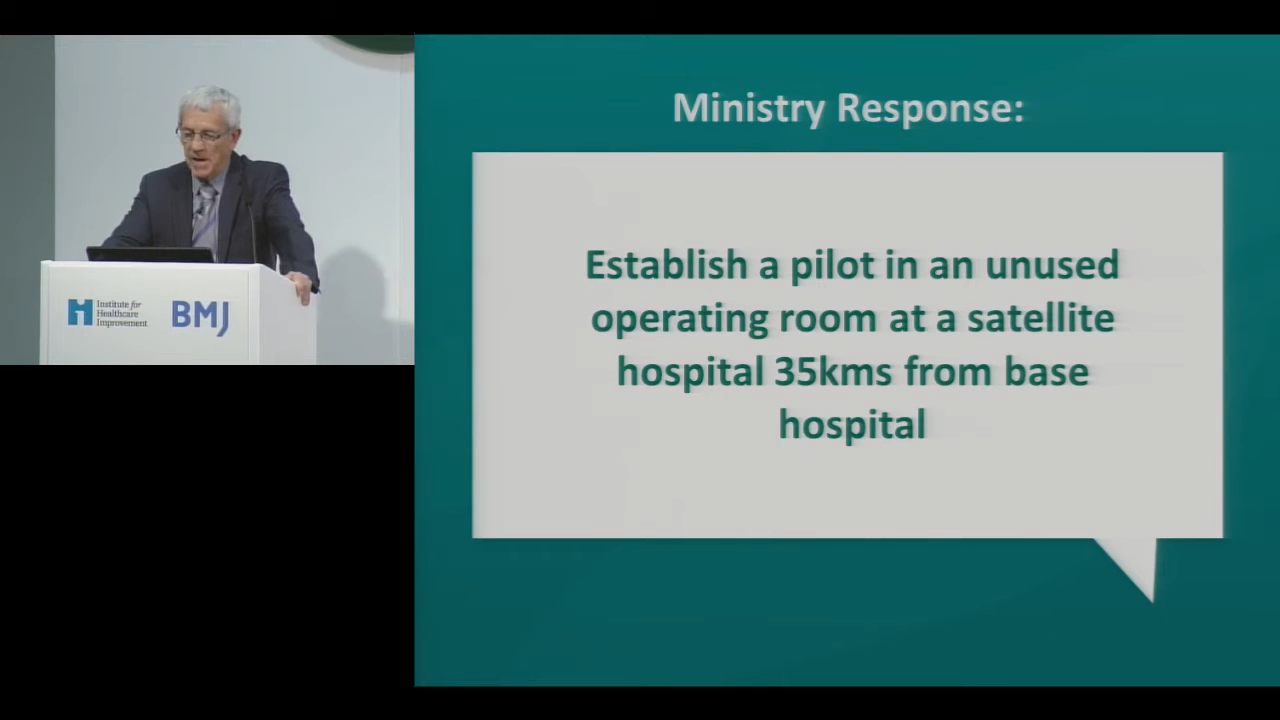 Institute for
Healthcare
Improvement
BMJ
Ministry Response:
Establish a pilot in an unused
operating room at a satellite
hospital 35kms from base
hospital